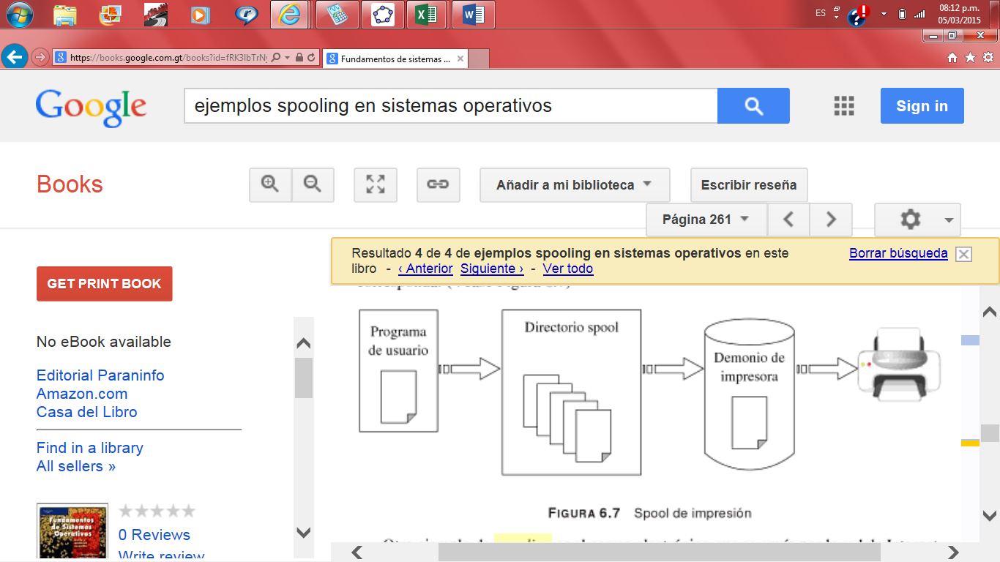 ES
08:12 p.m.
05/03/2015
https://books.google.com.gt/books?id=fRK3lbTrN
Fundamentos de sistemas ...
Google
ejemplos spooling en sistemas operativos
Sign in
Books
Añadir a mi biblioteca
Escribir reseña
Página 261
Resultado 4 de 4 de ejemplos spooling en sistemas operativos en este
libro - ‹ Anterior Siguiente › - Ver todo
Borrar búsqueda
GET PRINT BOOK
No eBook available
Editorial Paraninfo
Amazon.com
Casa del Libro
Find in a library
All sellers »
Fundamentos
de Sistemas
Operativos
0 Reviews
Write review
Programa
de usuario
Directorio spool
Demonio de
impresora
FIGURA 6.7 Spool de impresión